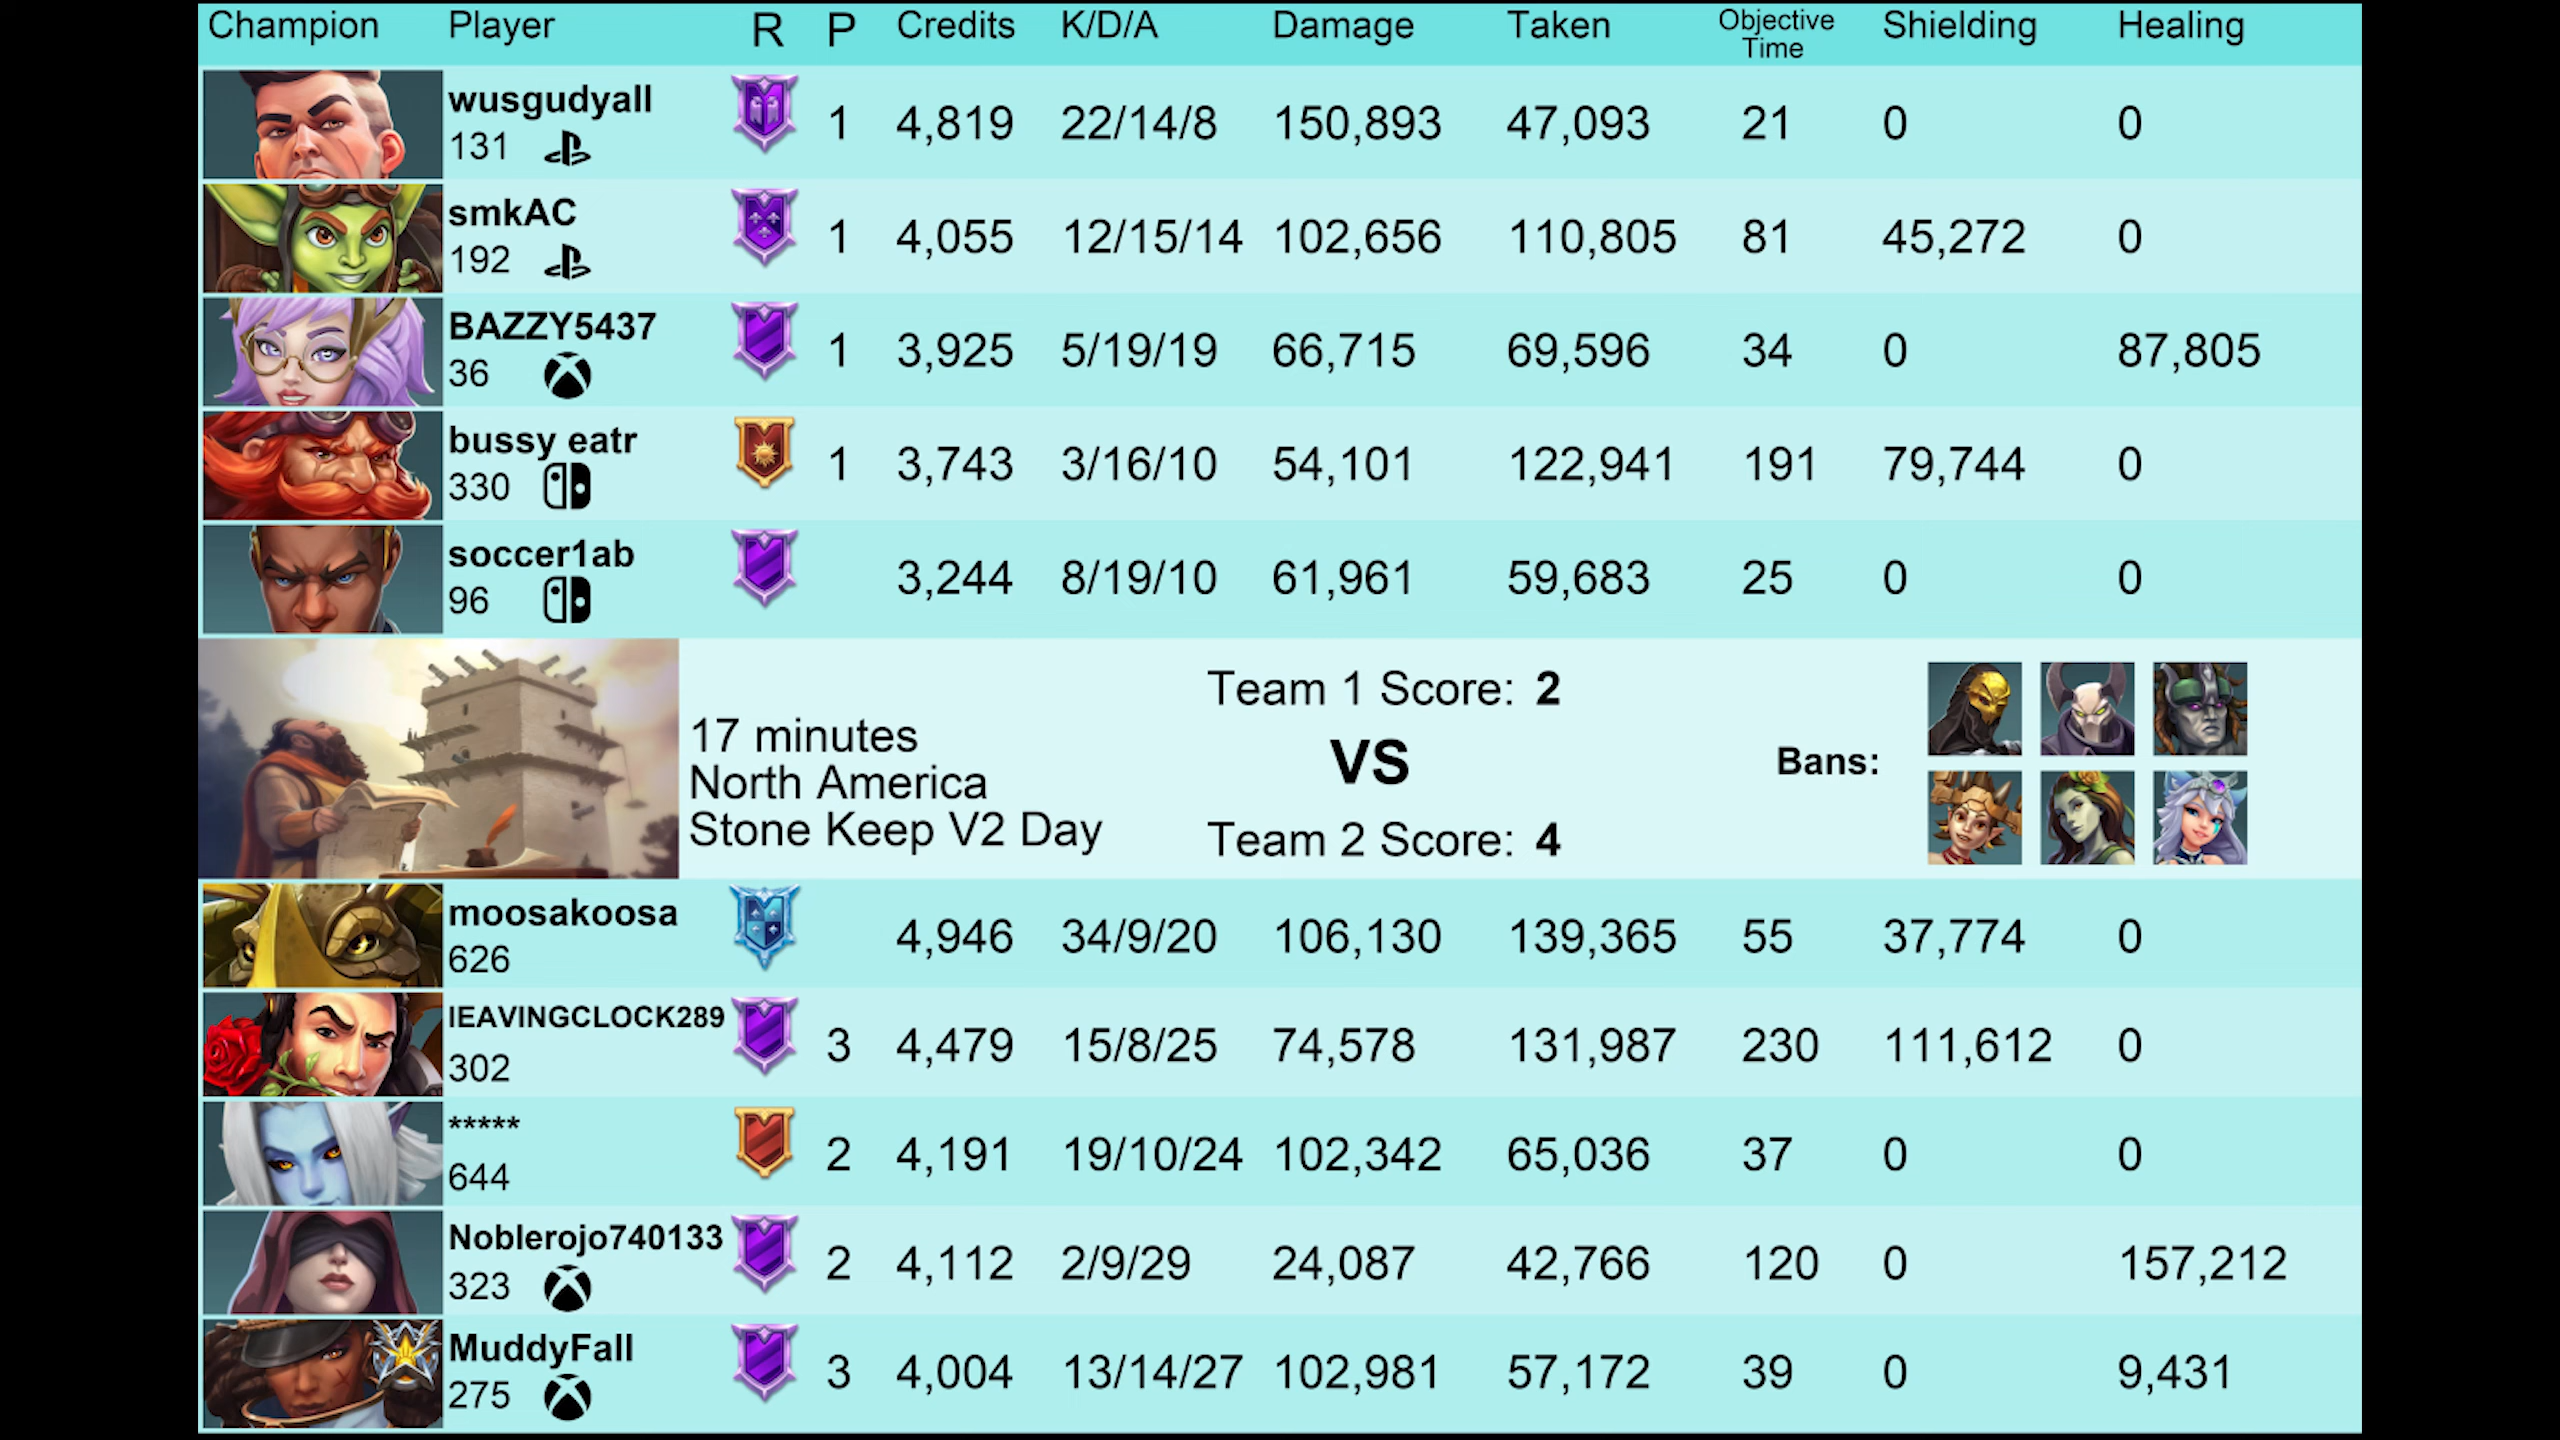 Champion Player R P Credits K/D/A Damage Taken Objective Time Shielding Healing
wusgudyall
131 1 4,819 22/14/8 150,893 47,093 21 0 0
smkAC
192 1 4,055 12/15/14 102,656 110,805 81 45,272 0
BAZZY5437
36 1 3,925 5/19/19 66,715 69,596 34 0 87,805
bussy eatr
330 1 3,743 3/16/10 54,101 122,941 191 79,744 0
soccer1ab
96 3,244 8/19/10 61,961 59,683 25 0 0
17 minutes
North America
Stone Keep V2 Day
Team 1 Score: 2
VS
Team 2 Score: 4
Bans:
moosakoosa
626 4,946 34/9/20 106,130 139,365 55 37,774 0
IEAVINGCLOCK289
302 3 4,479 15/8/25 74,578 131,987 230 111,612 0
*****
644 2 4,191 19/10/24 102,342 65,036 37 0 0
Noblerojo740133
323 2 4,112 2/9/29 24,087 42,766 120 0 157,212
MuddyFall
275 3 4,004 13/14/27 102,981 57,172 39 0 9,431